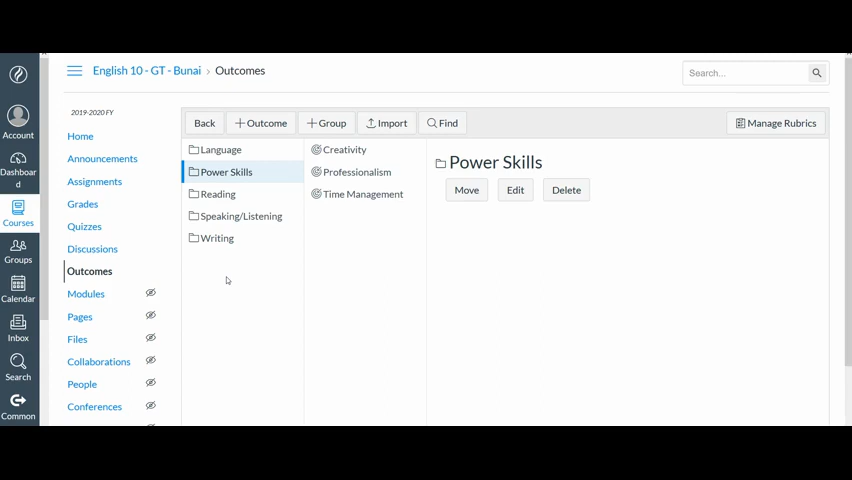 English 10 - GT - Bunai › Outcomes
Search...
Account
Dashboar
d
Courses
Groups
Calendar
Inbox
Search
Common
2019-2020 FY
Home
Announcements
Assignments
Grades
Quizzes
Discussions
Outcomes
Modules
Pages
Files
Collaborations
People
Conferences
Back
+Outcome
+Group
Import
Find
Manage Rubrics
Language
Power Skills
Reading
Speaking/Listening
Writing
Creativity
Professionalism
Time Management
Power Skills
Move
Edit
Delete